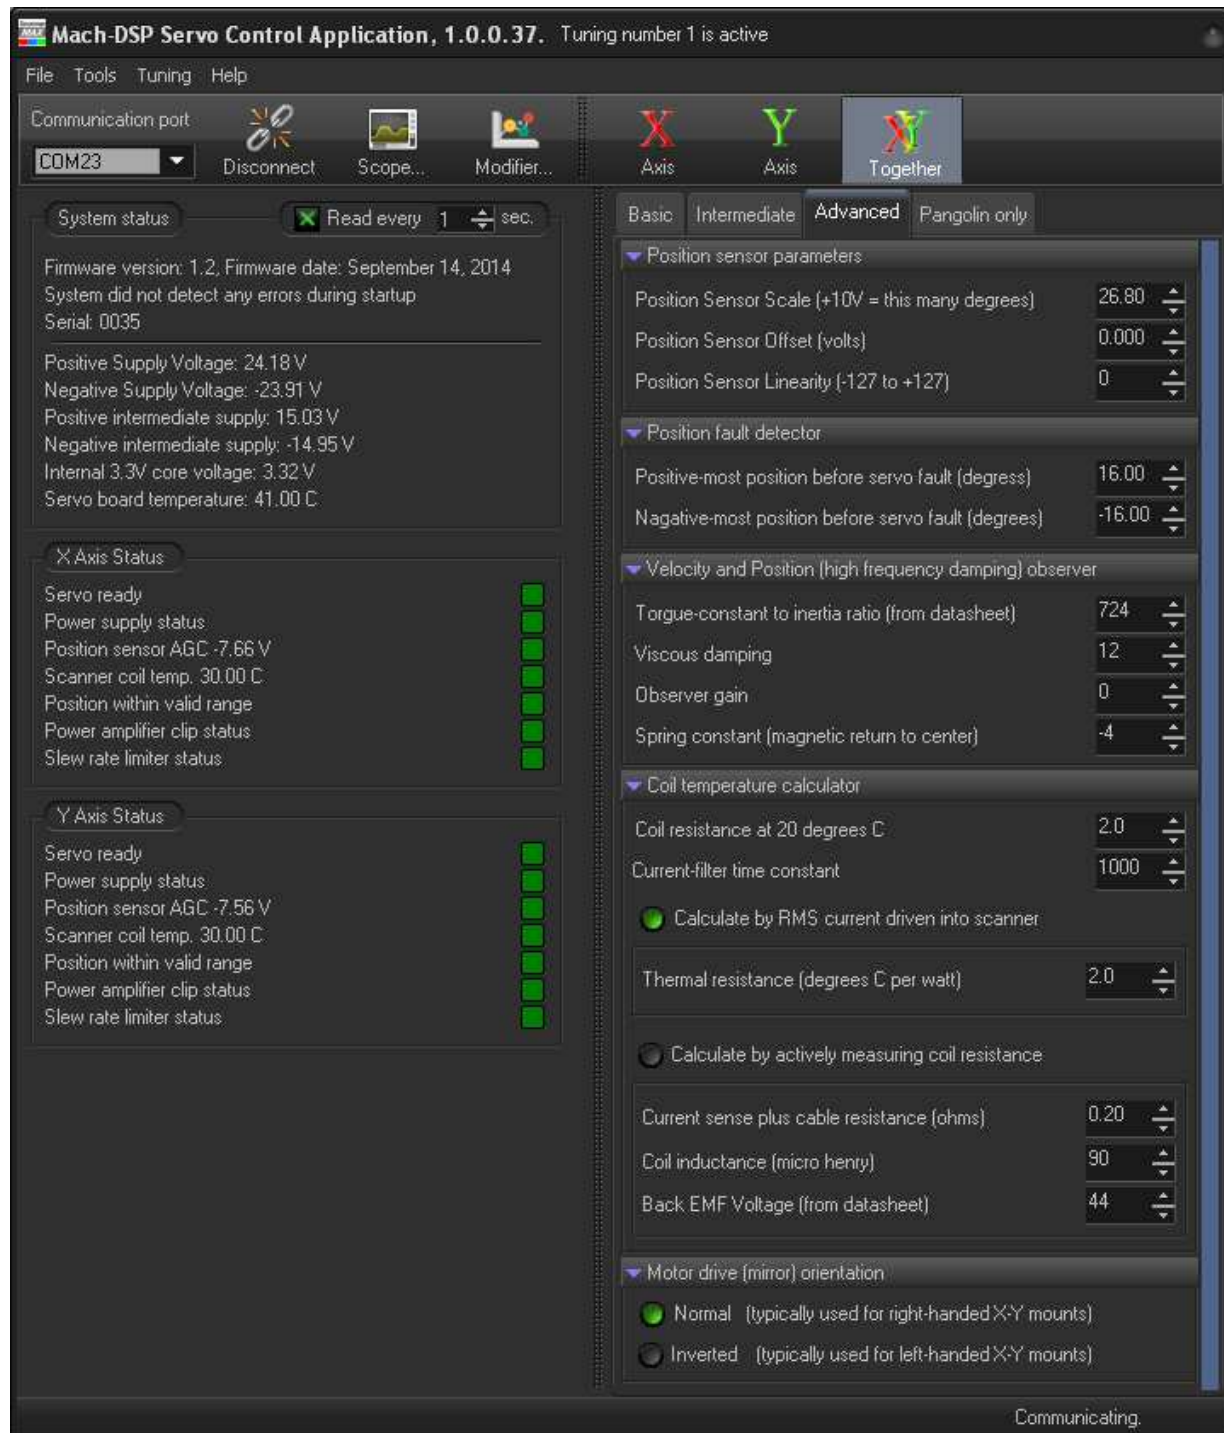 Mach-DSP Servo Control Application, 1.0.0.37. Tuning number 1 is active
File Tools Tuning Help
Communication port
COM23
Disconnect
Scope...
Modifier...
Axis
Axis
Together
System status
Read every 1 sec.
Firmware version: 1.2, Firmware date: September 14, 2014
System did not detect any errors during startup
Serial: 0035
Positive Supply Voltage: 24.18 V
Negative Supply Voltage: -23.91 V
Positive intermediate supply: 15.03 V
Negative intermediate supply: -14.95 V
Internal 3.3V core voltage: 3.32 V
Servo board temperature: 41.00 C
X Axis Status
Servo ready
Power supply status
Position sensor AGC -7.66 V
Scanner coil temp. 30.00 C
Position within valid range
Power amplifier clip status
Slew rate limiter status
Y Axis Status
Servo ready
Power supply status
Position sensor AGC -7.56 V
Scanner coil temp. 30.00 C
Position within valid range
Power amplifier clip status
Slew rate limiter status
Basic Intermediate Advanced Pangolin only
Position sensor parameters
Position Sensor Scale (+10V = this many degrees) 26.80
Position Sensor Offset (volts) 0.000
Position Sensor Linearity (-127 to +127) 0
Position fault detector
Positive-most position before servo fault (degress) 16.00
Nagative-most position before servo fault (degrees) -16.00
Velocity and Position (high frequency damping) observer
Torgue-constant to inertia ratio (from datasheet) 724
Viscous damping 12
Observer gain 0
Spring constant (magnetic return to center) -4
Coil temperature calculator
Coil resistance at 20 degrees C 2.0
Current-filter time constant 1000
Calculate by RMS current driven into scanner
Thermal resistance (degrees C per watt) 2.0
Calculate by actively measuring coil resistance
Current sense plus cable resistance (ohms) 0.20
Coil inductance (micro henry) 90
Back EMF Voltage (from datasheet) 44
Motor drive (mirror) orientation
Normal (typically used for right-handed X-Y mounts)
Inverted (typically used for left-handed X-Y mounts)
Communicating.